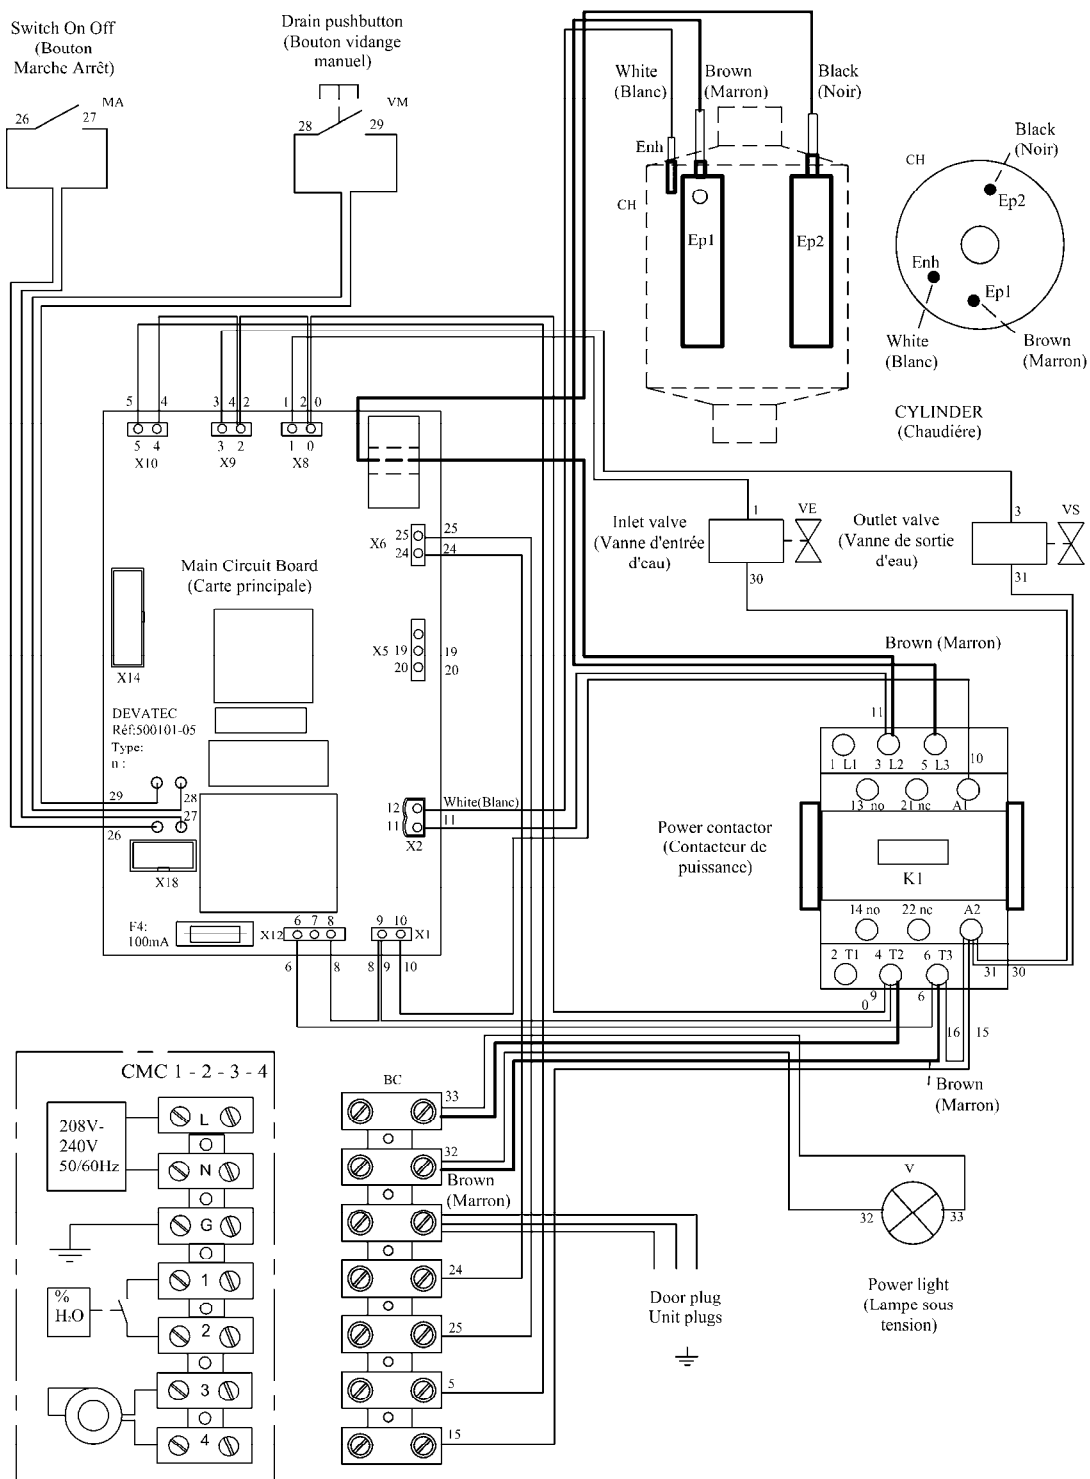 Switch On Off
(Bouton
Marche Arrêt)
MA
26
27
Drain pushbutton
(Bouton vidange
manuel)
VM
28
29
White
(Blanc)
Brown
(Marron)
Black
(Noir)
Enh
CH
Ep1
Ep2
CH
Black
(Noir)
Ep2
Enh
Ep1
White
(Blanc)
Brown
(Marron)
CYLINDER
(Chaudiére)
5 4
3 4 2
1 2 0
5 4
X10
3 2
X9
1 0
X8
X6
25
24
25
24
Main Circuit Board
(Carte principale)
X14
X5
19
20
19
20
DEVATEC
Réf:500101-05
Type:
n :
29
28
27
26
X18
12
11
X2
White(Blanc)
11
F4:
100mA
X12
6 7 8
9 10
X1
6
8
8
9
10
Inlet valve
(Vanne d'entrée
d'eau)
1
VE
30
Outlet valve
(Vanne de sortie
d'eau)
3
VS
31
Brown (Marron)
11
1 L1
3 L2
5 L3
10
13 no
21 nc
A1
Power contactor
(Contacteur de
puissance)
K1
14 no
22 nc
A2
2 T1
4 T2
6 T3
31
30
0
9
6
16
15
Brown
(Marron)
CMC 1 - 2 - 3 - 4
208V-
240V
50/60Hz
L
N
G
%
H₂O
1
2
3
4
BC
33
32
Brown
(Marron)
24
25
5
15
Door plug
Unit plugs
V
32
33
Power light
(Lampe sous
tension)